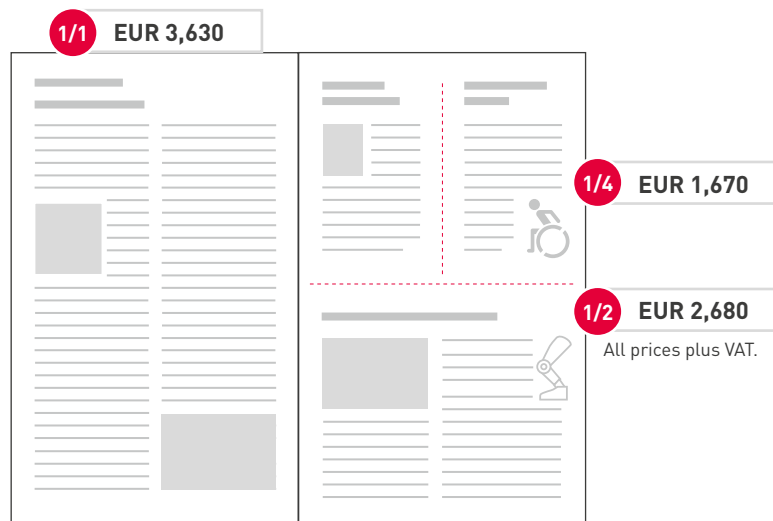 1/1 EUR 3,630
1/4 EUR 1,670
1/2 EUR 2,680
All prices plus VAT.